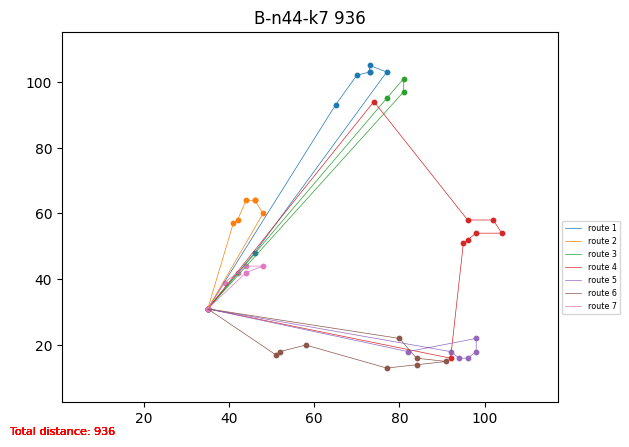 B-n44-k7 936
100
80
60
40
20
20
40
60
80
100
route 1
route 2
route 3
route 4
route 5
route 6
route 7
Total distance: 936